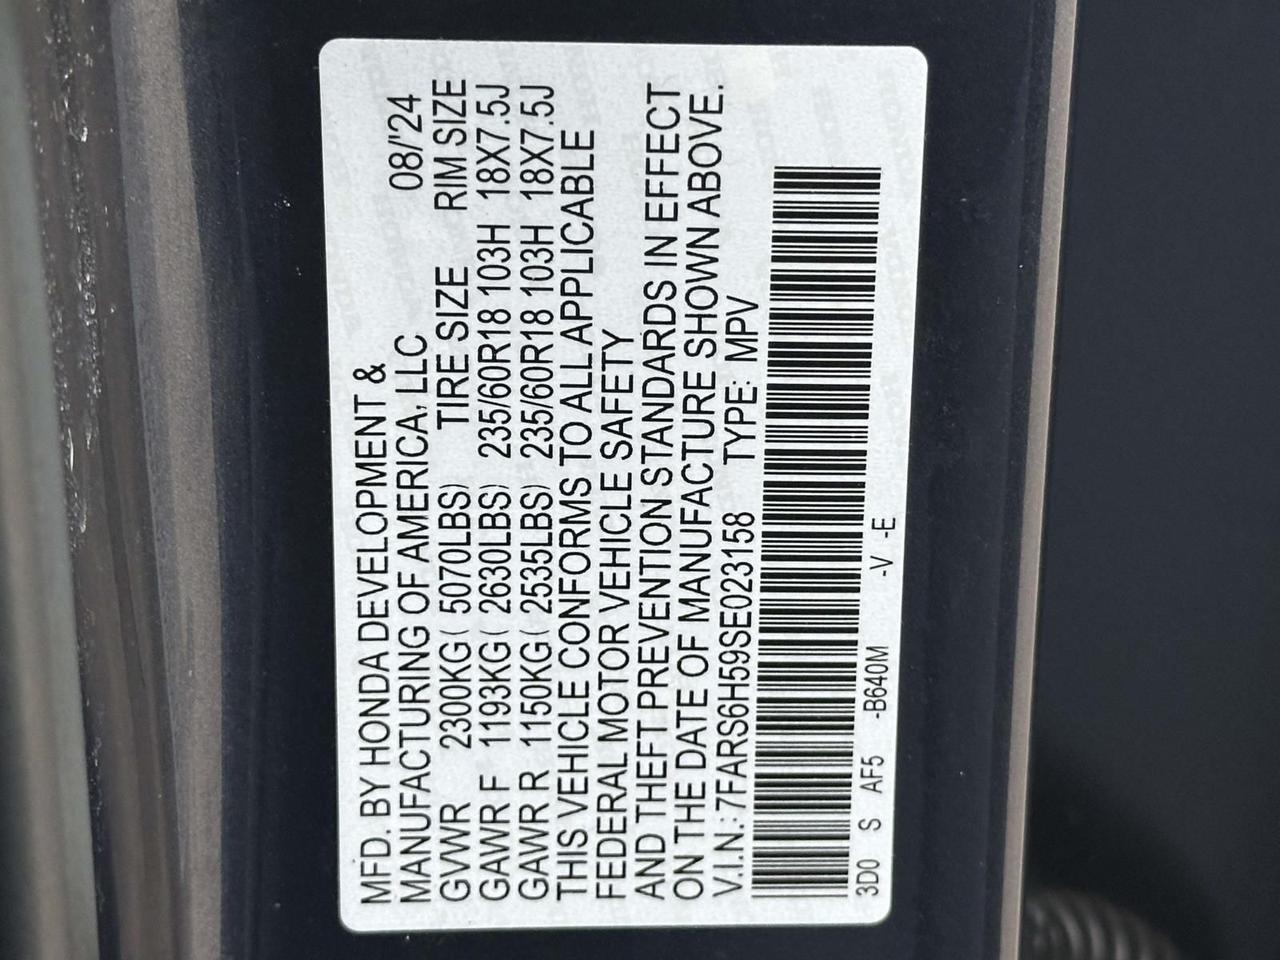 MFD. BY HONDA DEVELOPMENT &
MANUFACTURING OF AMERICA, LLC 08/'24
GVWR 2300KG( 5070LBS) TIRE SIZE RIM SIZE
GAWR F 1193KG( 2630LBS) 235/60R18 103H 18X7.5J
GAWR R 1150KG( 2535LBS) 235/60R18 103H 18X7.5J
THIS VEHICLE CONFORMS TO ALL APPLICABLE
FEDERAL MOTOR VEHICLE SAFETY
AND THEFT PREVENTION STANDARDS IN EFFECT
ON THE DATE OF MANUFACTURE SHOWN ABOVE.
V.I.N.: 7FARS6H59SE023158 TYPE: MPV
3D0 S AF5 -B640M -V -E